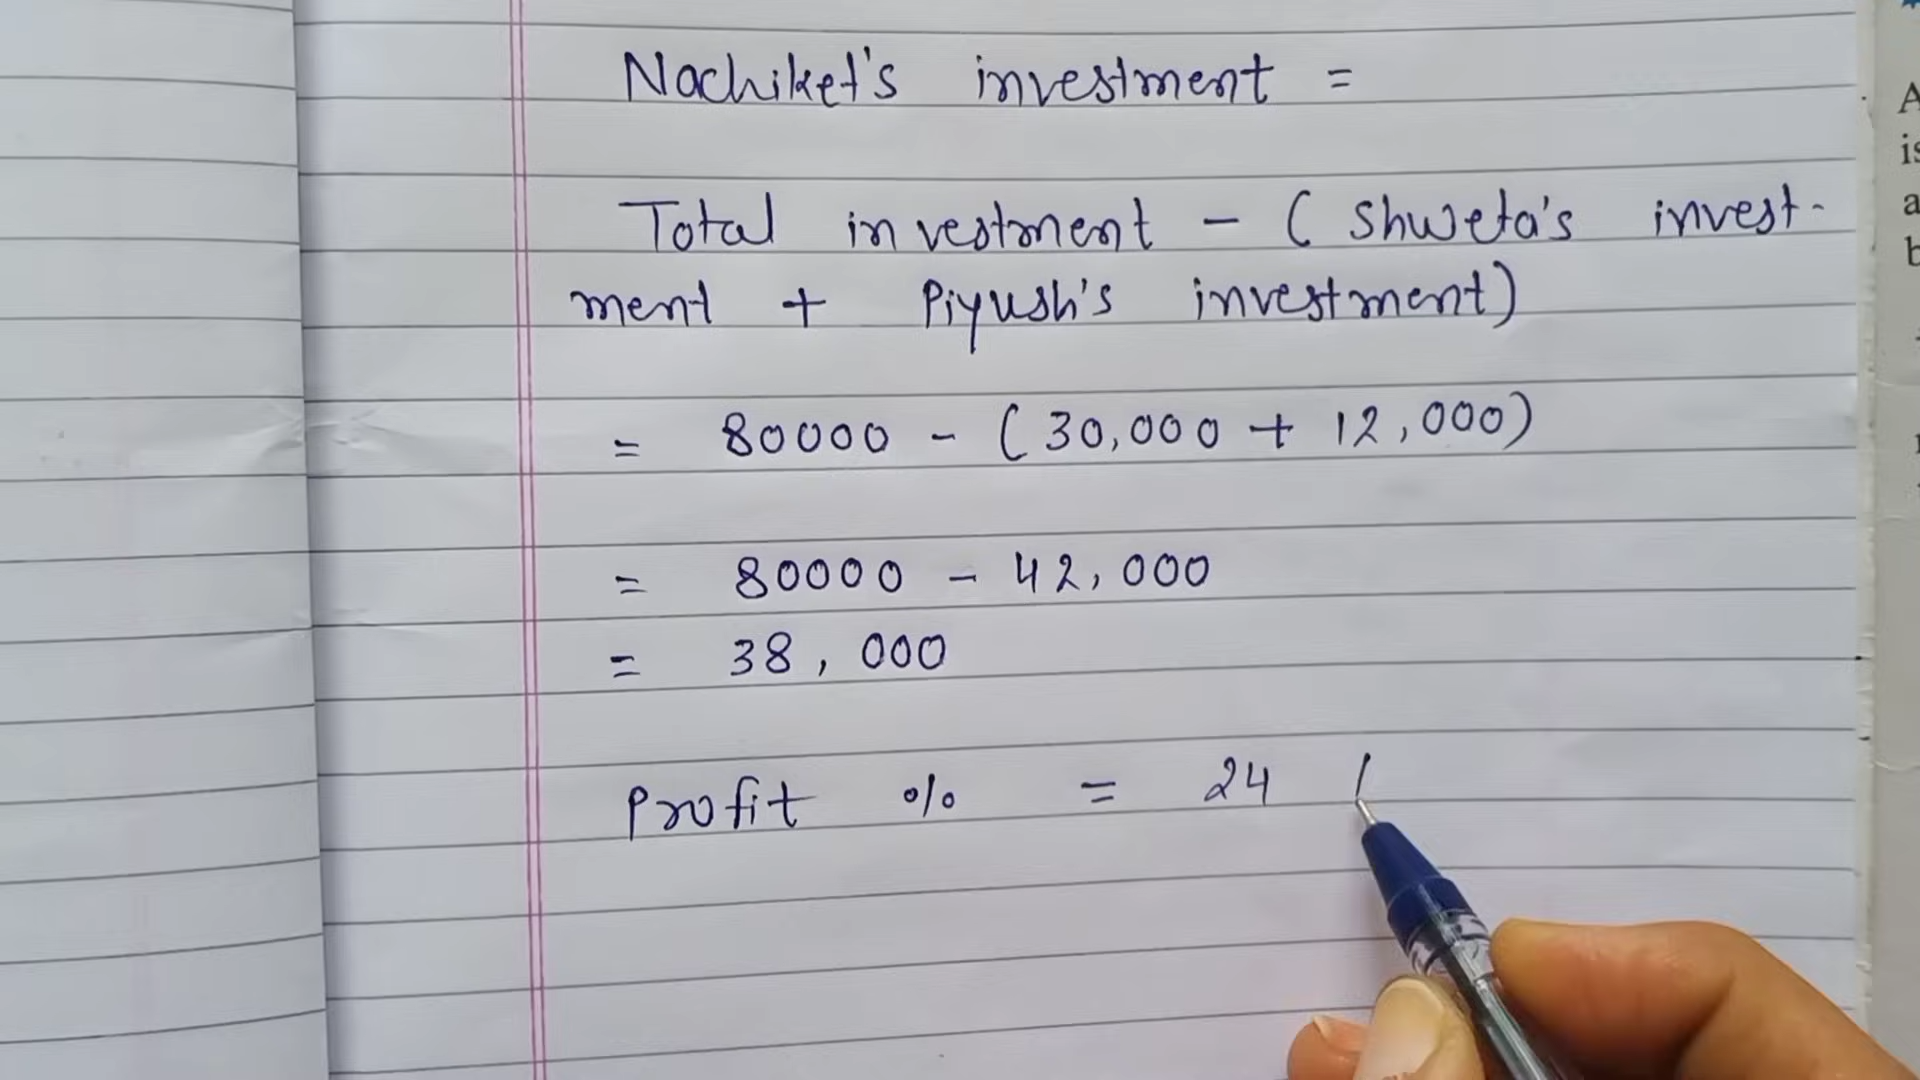 Nachiket's investment =
Total investment - ( Shweta's invest-
ment + Piyush's investment)
= 80000 - (30,000 + 12,000)
= 80000 - 42,000
= 38,000
Profit % = 24